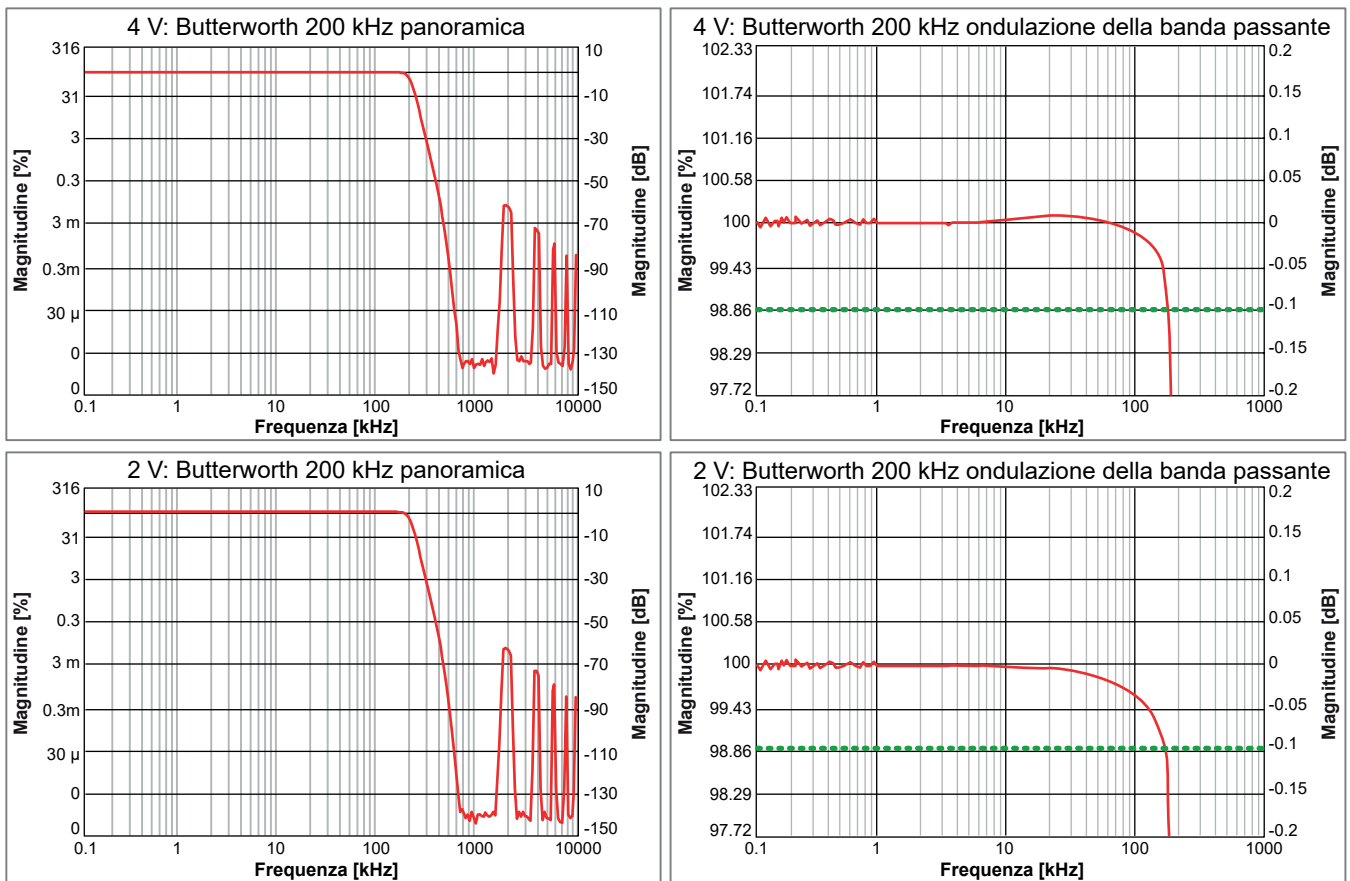 4 V: Butterworth 200 kHz panoramica
316
31
3
0.3
3 m
0.3m
30 µ
0
0
Magnitudine [%]
10
-10
-30
-50
-70
-90
-110
-130
-150
Magnitudine [dB]
0.1 1 10 100 1000 10000
Frequenza [kHz]
4 V: Butterworth 200 kHz ondulazione della banda passante
102.33
101.74
101.16
100.58
100
99.43
98.86
98.29
97.72
Magnitudine [%]
0.2
0.15
0.1
0.05
0
-0.05
-0.1
-0.15
-0.2
Magnitudine [dB]
0.1 1 10 100 1000
Frequenza [kHz]
2 V: Butterworth 200 kHz panoramica
316
31
3
0.3
3 m
0.3m
30 µ
0
0
Magnitudine [%]
10
-10
-30
-50
-70
-90
-110
-130
-150
Magnitudine [dB]
0.1 1 10 100 1000 10000
Frequenza [kHz]
2 V: Butterworth 200 kHz ondulazione della banda passante
102.33
101.74
101.16
100.58
100
99.43
98.86
98.29
97.72
Magnitudine [%]
0.2
0.15
0.1
0.05
0
-0.05
-0.1
-0.15
-0.2
Magnitudine [dB]
0.1 1 10 100 1000
Frequenza [kHz]